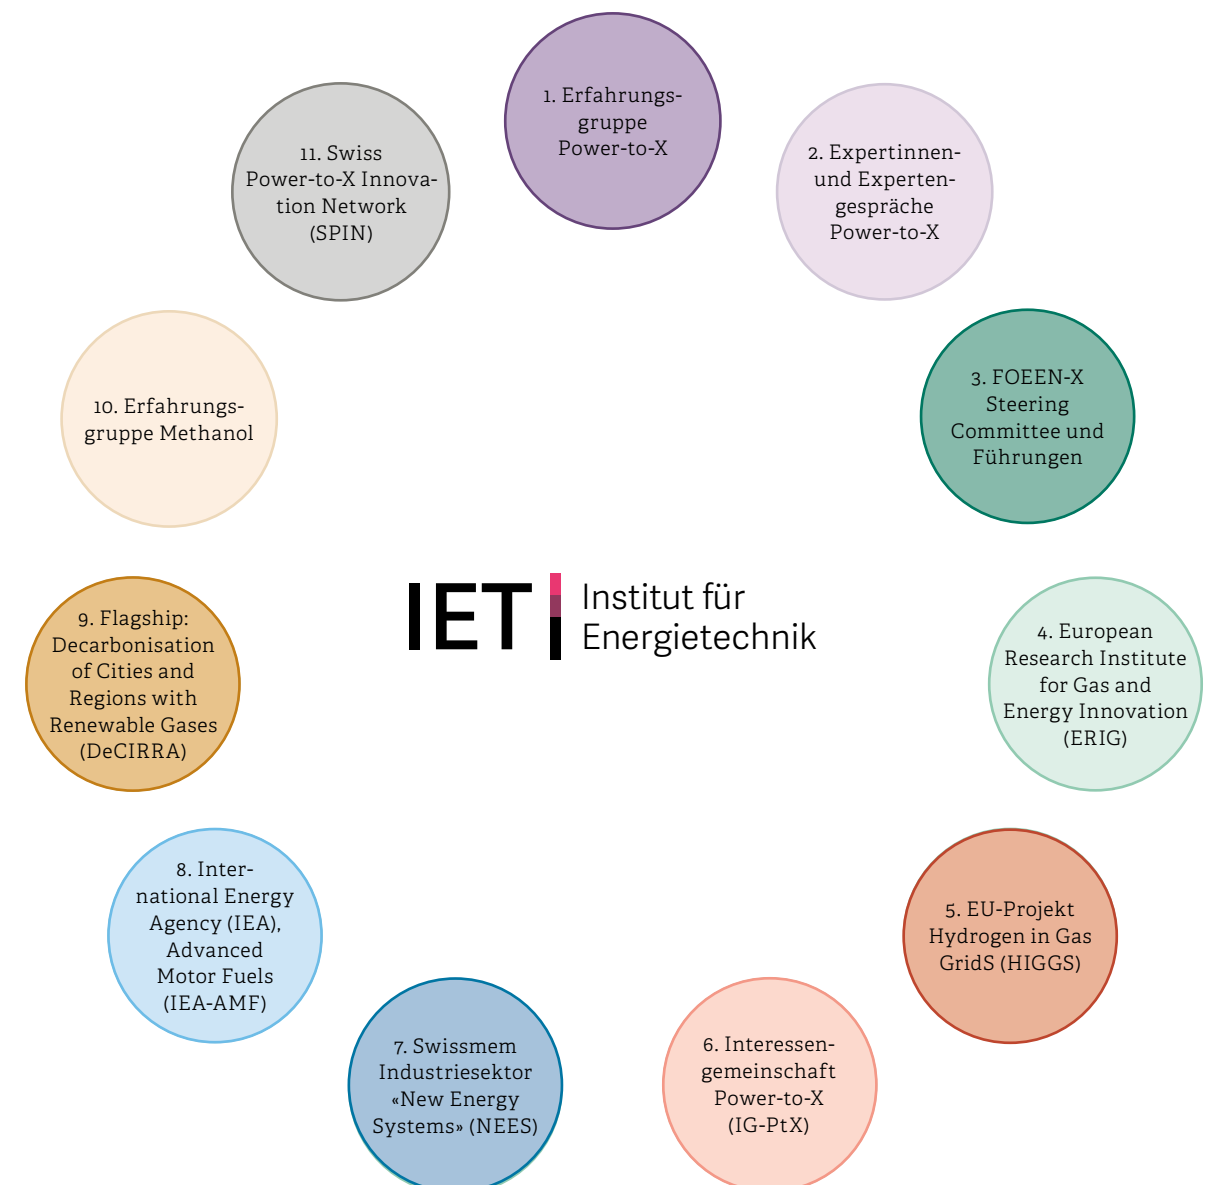 1. Erfahrungs-
gruppe
Power-to-X
2. Expertinnen-
und Experten-
gespräche
Power-to-X
3. FOEEN-X
Steering
Committee und
Führungen
4. European
Research Institute
for Gas and
Energy Innovation
(ERIG)
5. EU-Projekt
Hydrogen in Gas
GridS (HIGGS)
6. Interessen-
gemeinschaft
Power-to-X
(IG-PtX)
7. Swissmem
Industriesektor
«New Energy
Systems» (NEES)
8. Inter-
national Energy
Agency (IEA),
Advanced
Motor Fuels
(IEA-AMF)
9. Flagship:
Decarbonisation
of Cities and
Regions with
Renewable Gases
(DeCIRRA)
10. Erfahrungs-
gruppe Methanol
11. Swiss
Power-to-X Innova-
tion Network
(SPIN)
IET
Institut für
Energietechnik